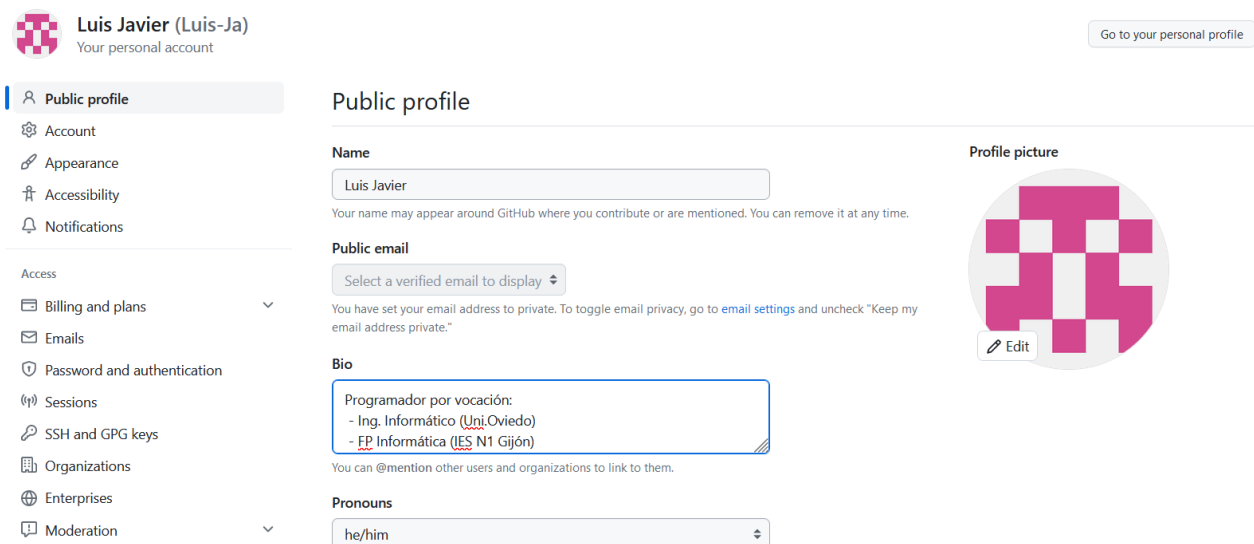 Luis Javier (Luis-Ja)
Your personal account
Go to your personal profile
Public profile
Account
Appearance
Accessibility
Notifications
Access
Billing and plans
Emails
Password and authentication
Sessions
SSH and GPG keys
Organizations
Enterprises
Moderation
Public profile
Name
Luis Javier
Your name may appear around GitHub where you contribute or are mentioned. You can remove it at any time.
Public email
Select a verified email to display
You have set your email address to private. To toggle email privacy, go to email settings and uncheck "Keep my
email address private."
Bio
Programador por vocación:
- Ing. Informático (Uni.Oviedo)
- FP Informática (IES N1 Gijón)
You can @mention other users and organizations to link to them.
Pronouns
he/him
Profile picture
Edit